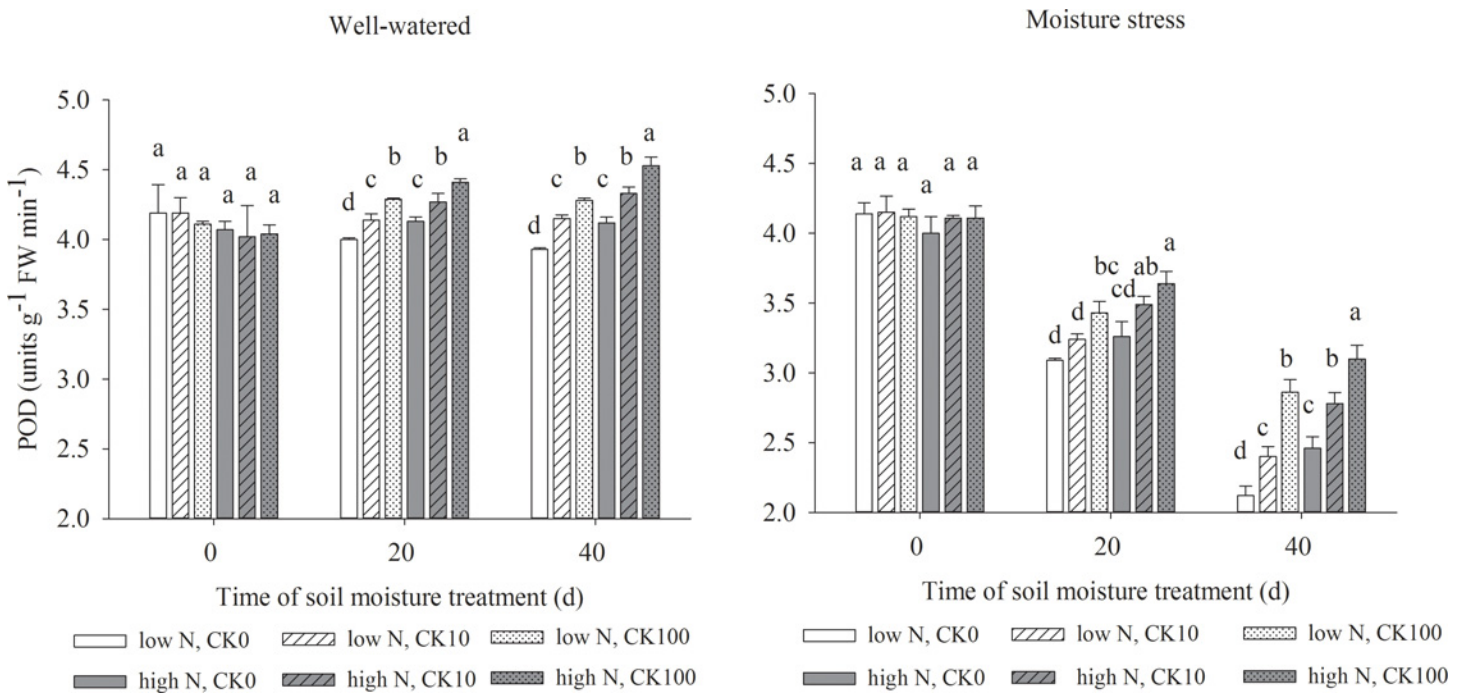 Well-watered
Moisture stress
POD (units g⁻¹ FW min⁻¹)
5.0
4.5
4.0
3.5
3.0
2.5
2.0
a a a a a a
d c b c b a
d c b c b a
0 20 40
Time of soil moisture treatment (d)
low N, CK0 low N, CK10 low N, CK100
high N, CK0 high N, CK10 high N, CK100
5.0
4.5
4.0
3.5
3.0
2.5
2.0
a a a a a a
d d bc cd ab a
d c b c b a
0 20 40
Time of soil moisture treatment (d)
low N, CK0 low N, CK10 low N, CK100
high N, CK0 high N, CK10 high N, CK100